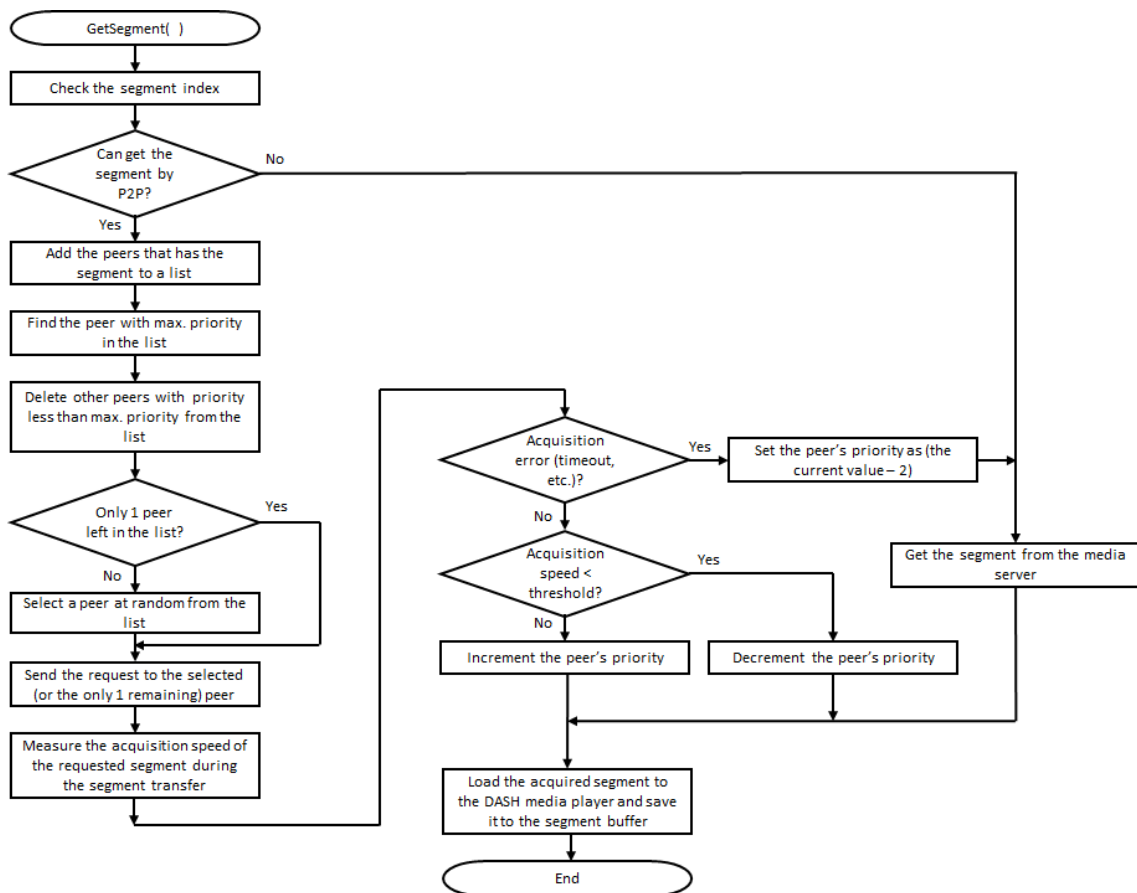 GetSegment( )
Check the segment index
Can get the
segment by
P2P?
No
Yes
Add the peers that has the
segment to a list
Find the peer with max. priority
in the list
Delete other peers with priority
less than max. priority from the
list
Only 1 peer
left in the list?
Yes
No
Select a peer at random from the
list
Send the request to the selected
(or the only 1 remaining) peer
Measure the acquisition speed of
the requested segment during
the segment transfer
Acquisition
error (timeout,
etc.)?
Yes
Set the peer’s priority as (the
current value – 2)
No
Acquisition
speed <
threshold?
Yes
No
Increment the peer’s priority
Decrement the peer’s priority
Get the segment from the media
server
Load the acquired segment to
the DASH media player and save
it to the segment buffer
End